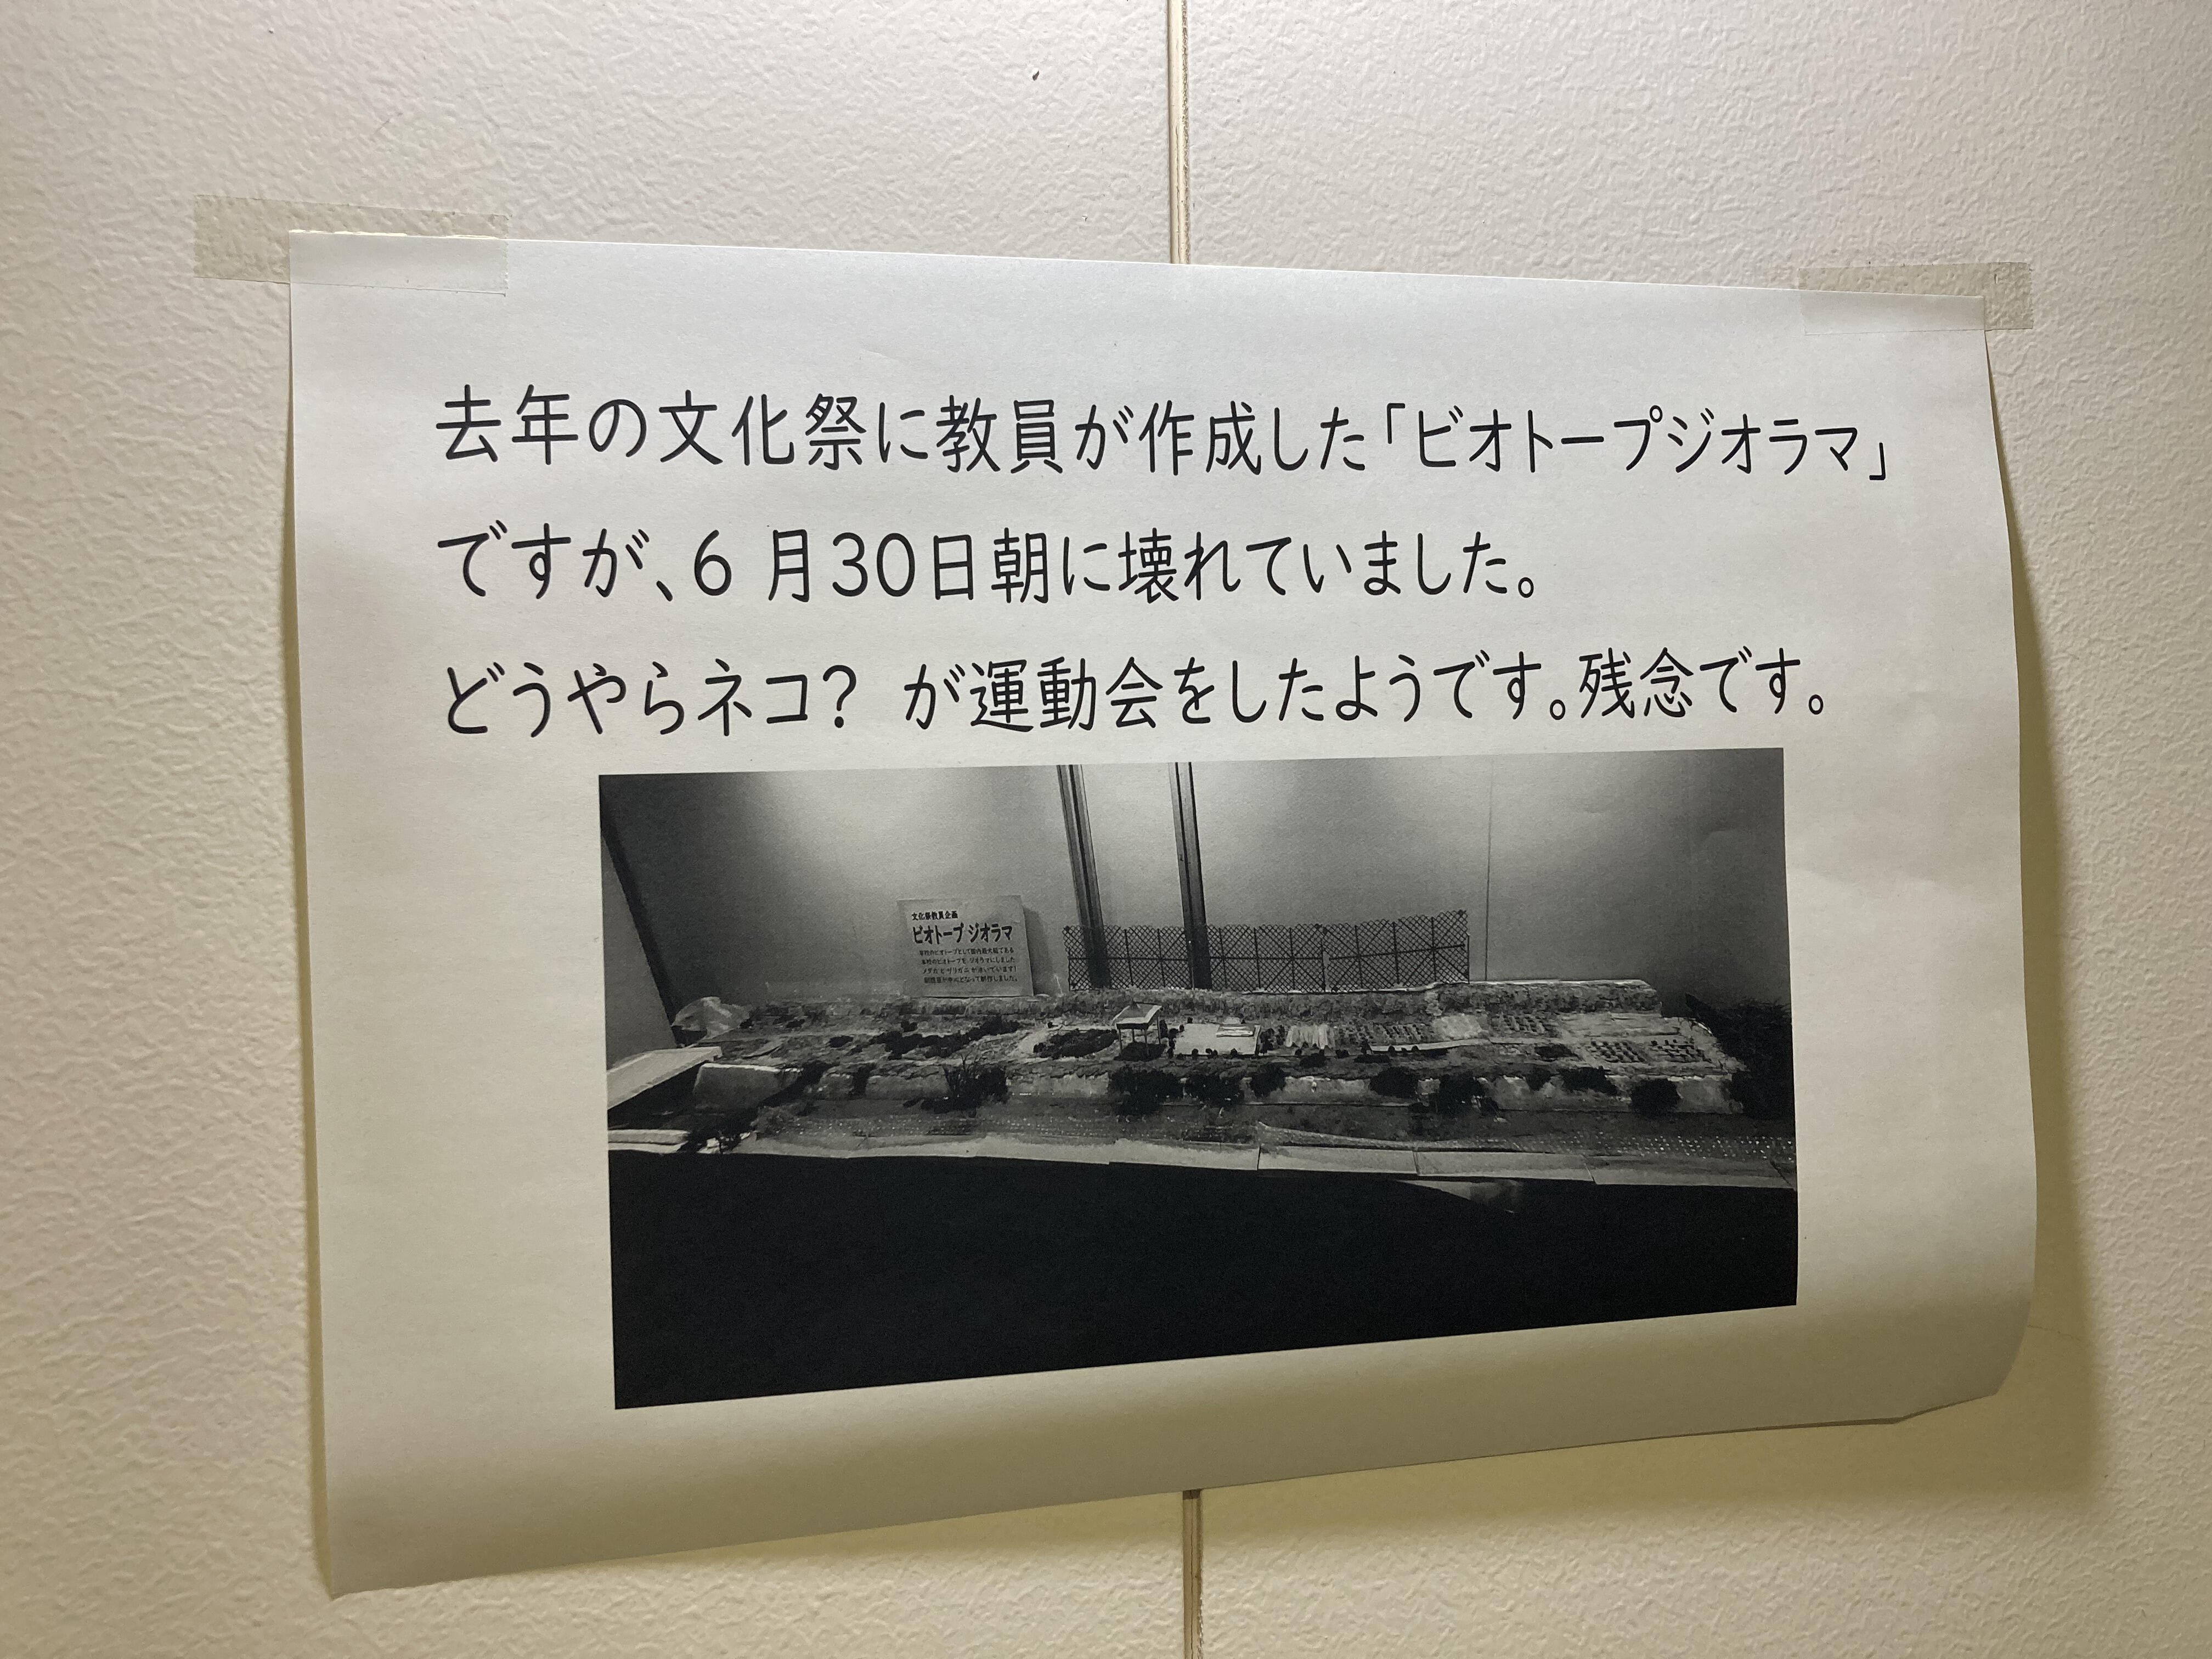 去年の文化祭に教員が作成した「ビオトープジオラマ」
ですが、6 月30日朝に壊れていました。
どうやらネコ? が運動会をしたようです。残念です。
文化祭教員企画
ビオトープ ジオラマ